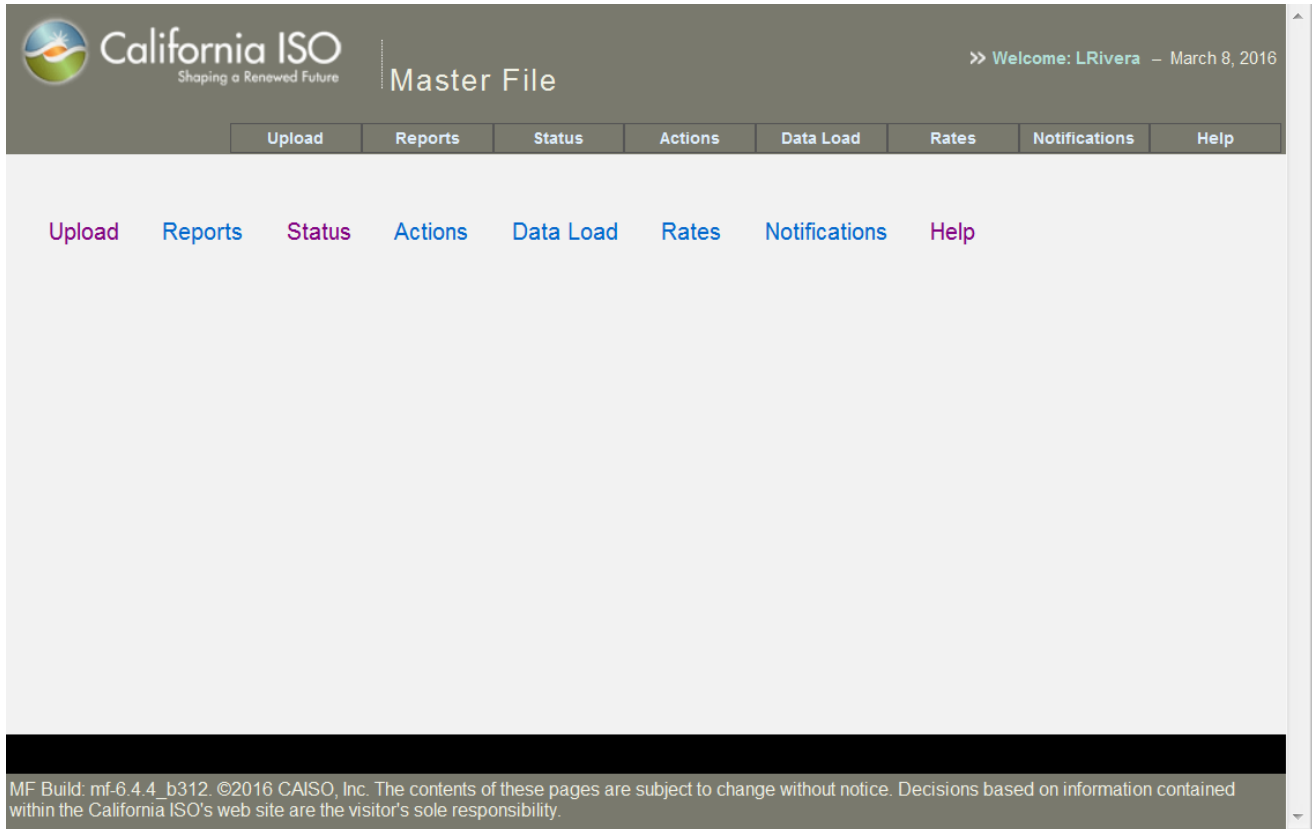 California ISO
Shaping a Renewed Future
Master File
>> Welcome: LRivera – March 8, 2016
Upload Reports Status Actions Data Load Rates Notifications Help
Upload Reports Status Actions Data Load Rates Notifications Help
MF Build: mf-6.4.4_b312. ©2016 CAISO, Inc. The contents of these pages are subject to change without notice. Decisions based on information contained
within the California ISO's web site are the visitor's sole responsibility.